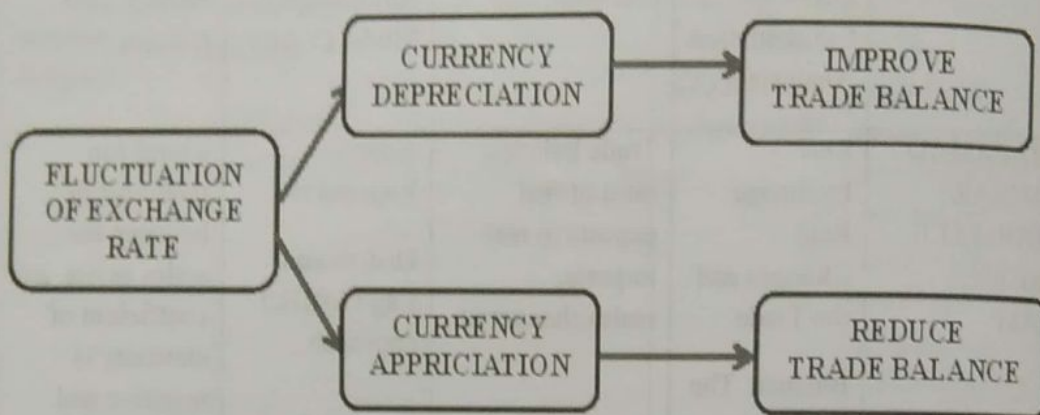 FLUCTUATION
OF EXCHANGE
RATE
CURRENCY
DEPRECIATION
IMPROVE
TRADE BALANCE
CURRENCY
APPRICIATION
REDUCE
TRADE BALANCE